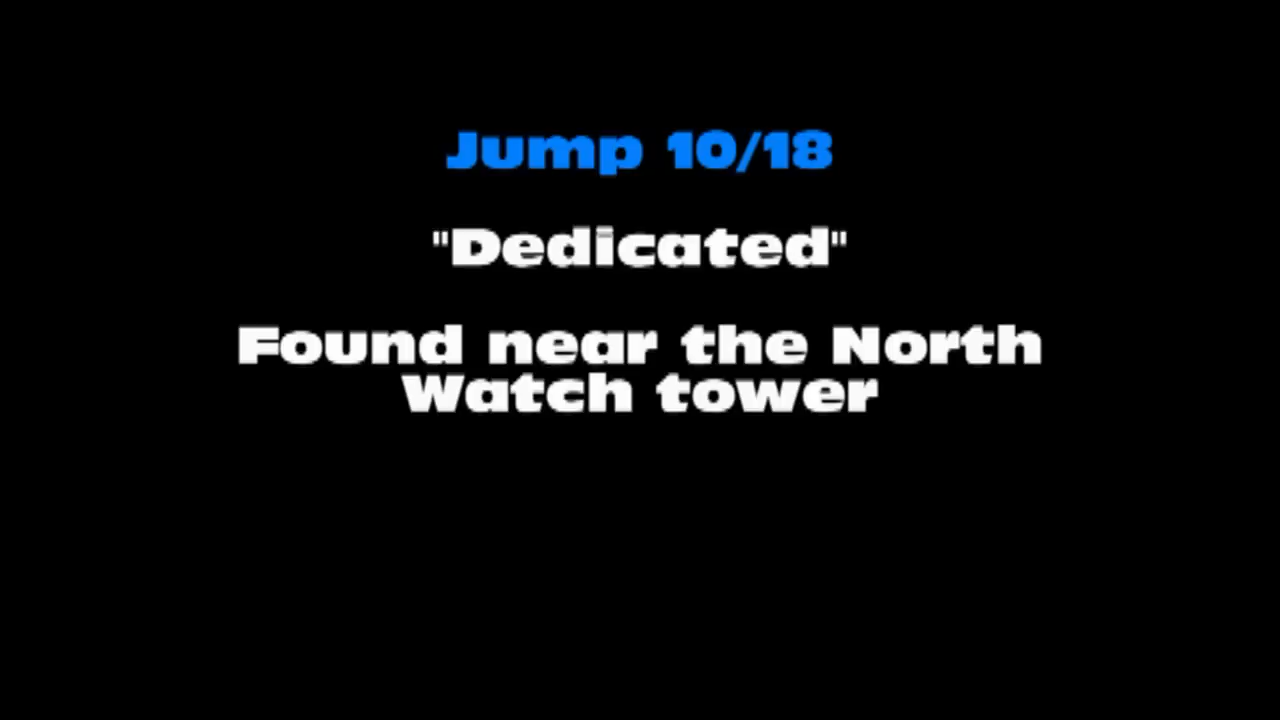 Jump 10/18
"Dedicated"
Found near the North
Watch tower